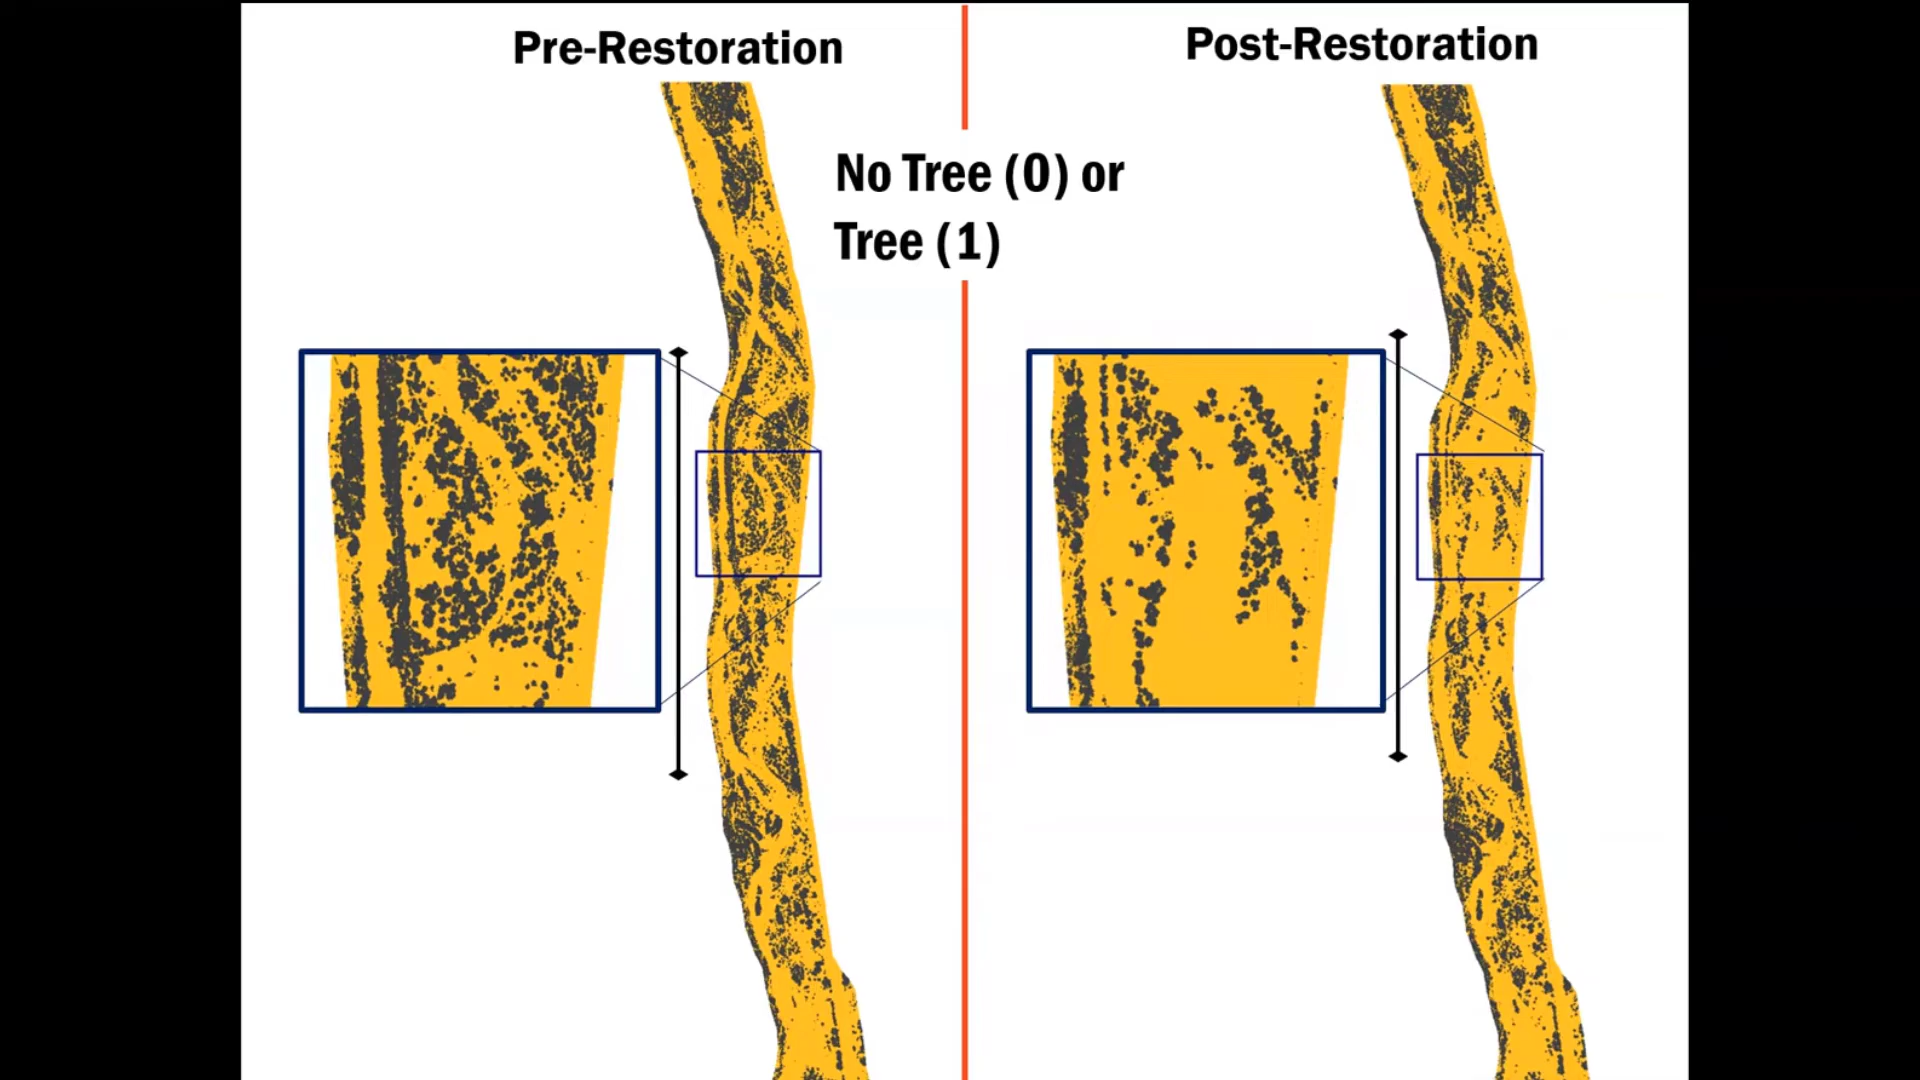 Pre-Restoration
Post-Restoration
No Tree (0) or
Tree (1)